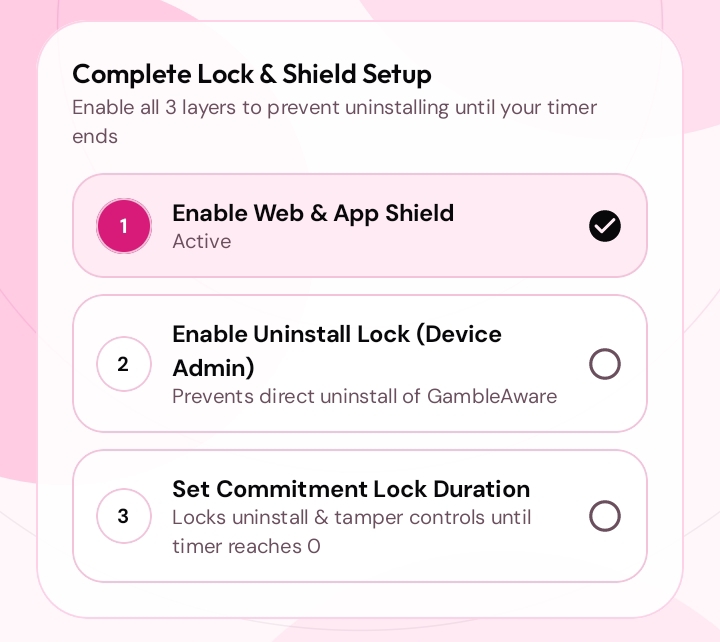 Complete Lock & Shield Setup
Enable all 3 layers to prevent uninstalling until your timer
ends
1
Enable Web & App Shield
Active
2
Enable Uninstall Lock (Device
Admin)
Prevents direct uninstall of GambleAware
3
Set Commitment Lock Duration
Locks uninstall & tamper controls until
timer reaches 0